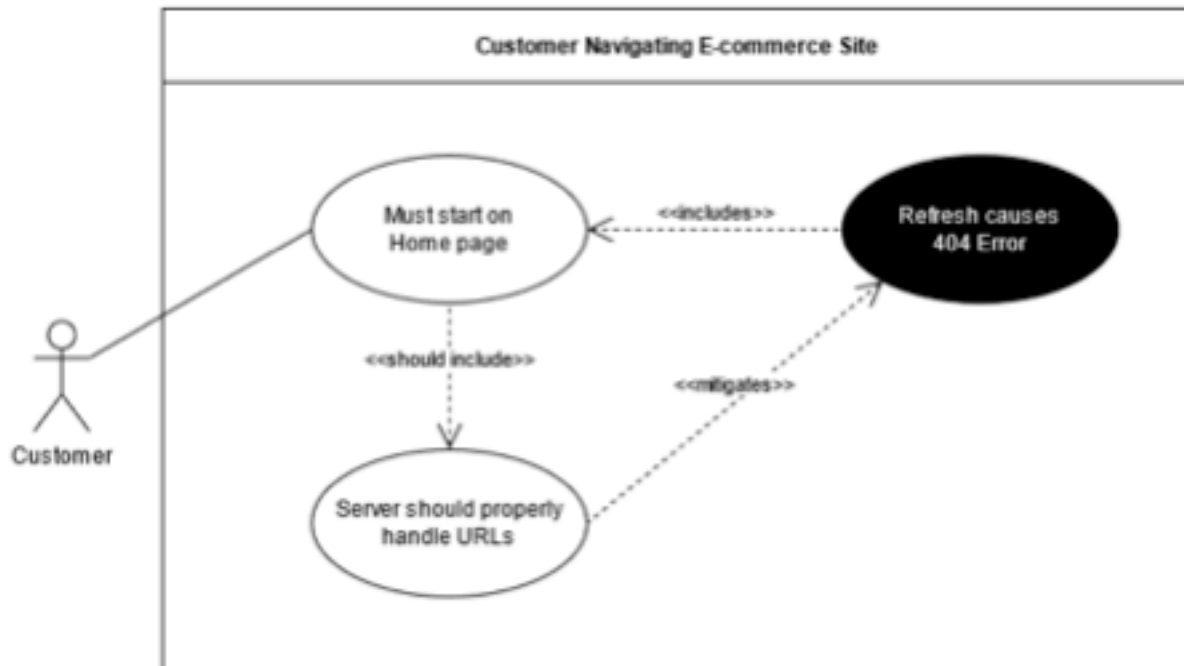 Customer Navigating E-commerce Site
Must start on
Home page
<<includes>>
Refresh causes
404 Error
<<should include>>
<<mitigates>>
Customer
Server should properly
handle URLs